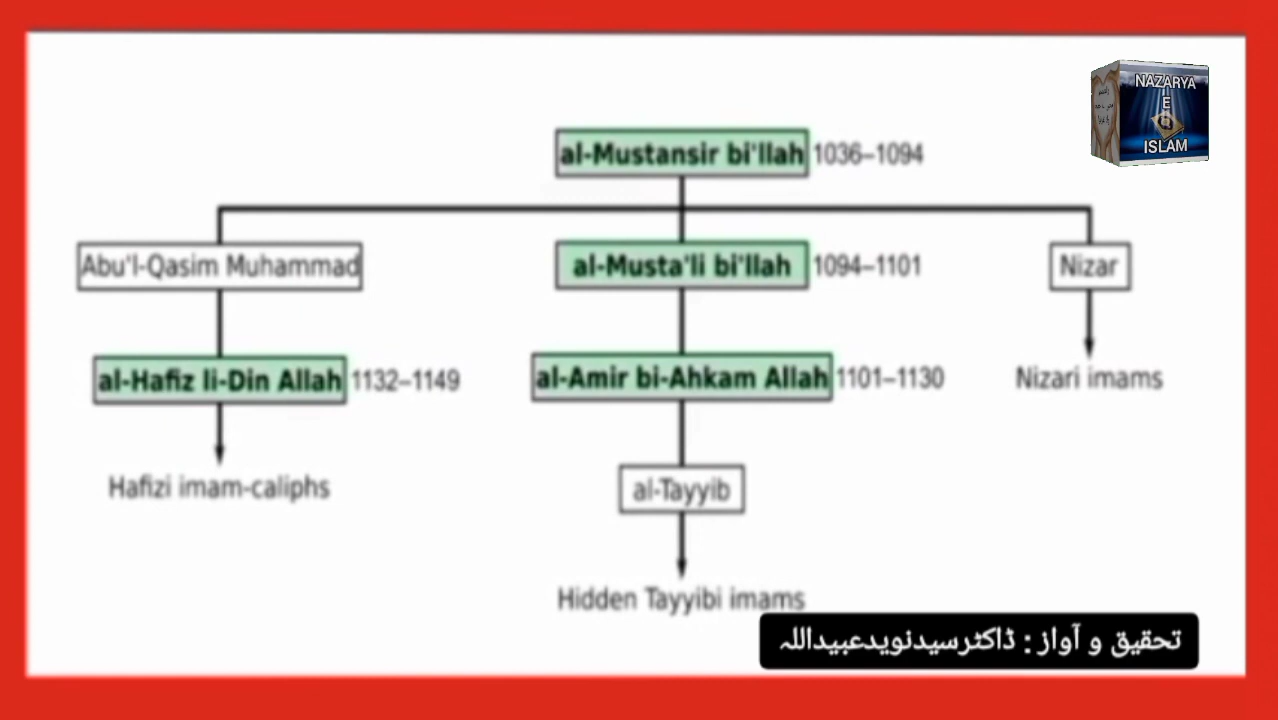 NAZARYA
E
ISLAM
al-Mustansir bi'llah 1036–1094
Abu'l-Qasim Muhammad
al-Musta'li bi'llah 1094–1101
Nizar
al-Hafiz li-Din Allah 1132–1149
al-Amir bi-Ahkam Allah 1101–1130
Nizari imams
Hafizi imam-caliphs
al-Tayyib
Hidden Tayyibi imams
تحقیق و آواز : ڈاکٹرسیدنویدعبیداللہ